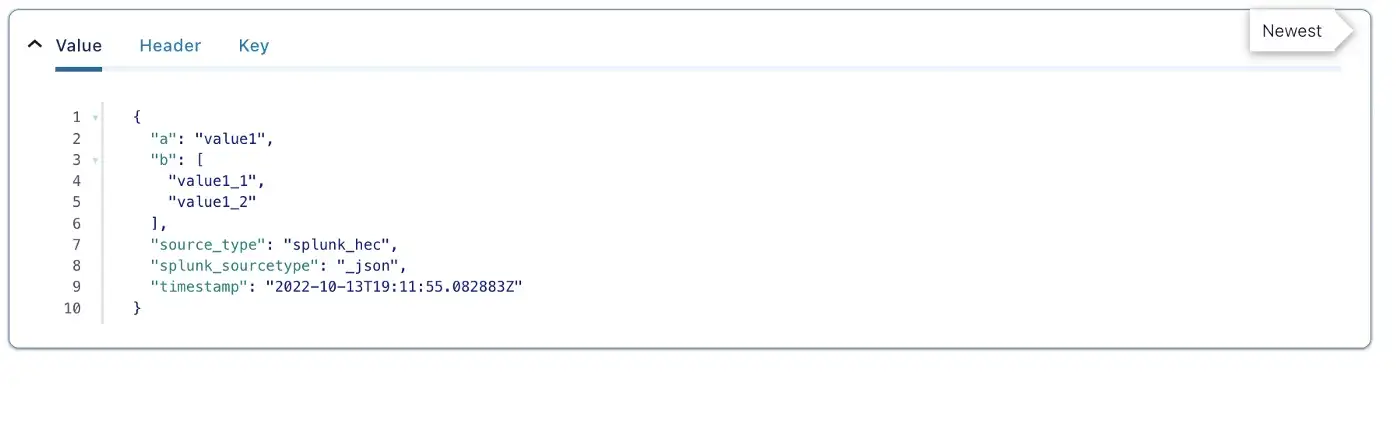 Value Header Key
Newest
1 {
2 "a": "value1",
3 "b": [
4 "value1_1",
5 "value1_2"
6 ],
7 "source_type": "splunk_hec",
8 "splunk_sourcetype": "_json",
9 "timestamp": "2022-10-13T19:11:55.082883Z"
10 }